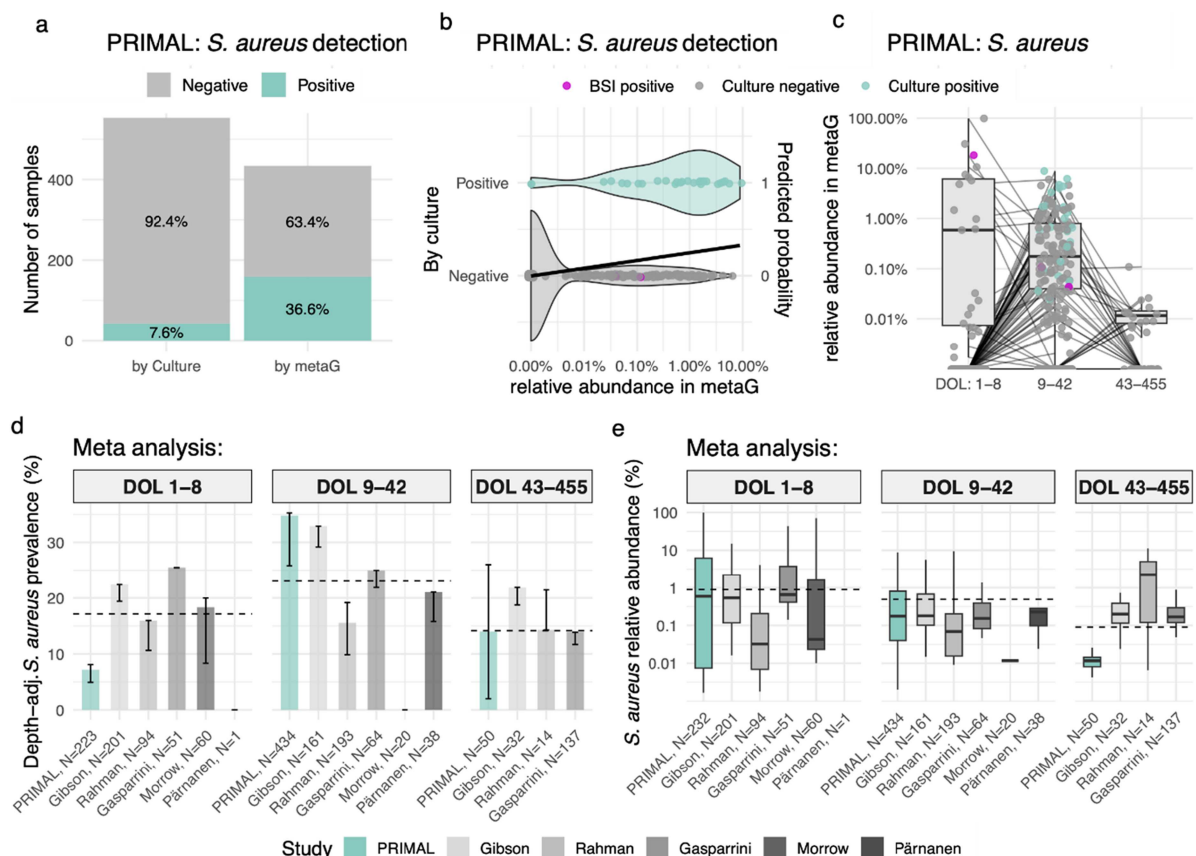 a
PRIMAL: S. aureus detection
Negative
Positive
Number of samples
400
200
0
92.4%
7.6%
63.4%
36.6%
by Culture
by metaG
b
PRIMAL: S. aureus detection
BSI positive
Culture negative
Culture positive
By culture
Positive
Negative
1
0
Predicted probability
0.00%
0.01%
0.10%
1.00%
10.00%
relative abundance in metaG
c
PRIMAL: S. aureus
relative abundance in metaG
100.00%
10.00%
1.00%
0.10%
0.01%
DOL: 1–8
9–42
43–455
d
Meta analysis:
Depth–adj. S. aureus prevalence (%)
DOL 1–8
DOL 9–42
DOL 43–455
30
20
10
0
PRIMAL, N=223
Gibson, N=201
Rahman, N=94
Gasparrini, N=51
Morrow, N=60
Pärnanen, N=1
PRIMAL, N=434
Gibson, N=161
Rahman, N=193
Gasparrini, N=64
Morrow, N=20
Pärnanen, N=38
PRIMAL, N=50
Gibson, N=32
Rahman, N=14
Gasparrini, N=137
e
Meta analysis:
S. aureus relative abundance (%)
DOL 1–8
DOL 9–42
DOL 43–455
100
10
1
0.1
0.01
PRIMAL, N=232
Gibson, N=201
Rahman, N=94
Gasparrini, N=51
Morrow, N=60
Pärnanen, N=1
PRIMAL, N=434
Gibson, N=161
Rahman, N=193
Gasparrini, N=64
Morrow, N=20
Pärnanen, N=38
PRIMAL, N=50
Gibson, N=32
Rahman, N=14
Gasparrini, N=137
Study
PRIMAL
Gibson
Rahman
Gasparrini
Morrow
Pärnanen